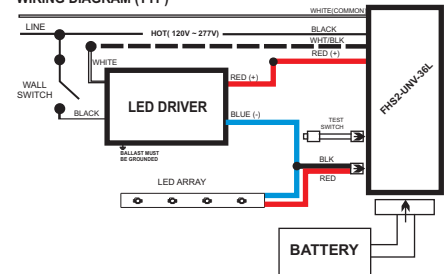 WIRING DIAGRAM (TYP)
WHITE(COMMON)
LINE
HOT( 120V ~ 277V)
BLACK
WHT/BLK
RED (+)
WHITE
RED (+)
WALL
SWITCH
LED DRIVER
FHS2-UNV-36L
BLACK
BLUE (-)
TEST
SWITCH
BALLAST MUST
BE GROUNDED
BLK
LED ARRAY
RED
BATTERY